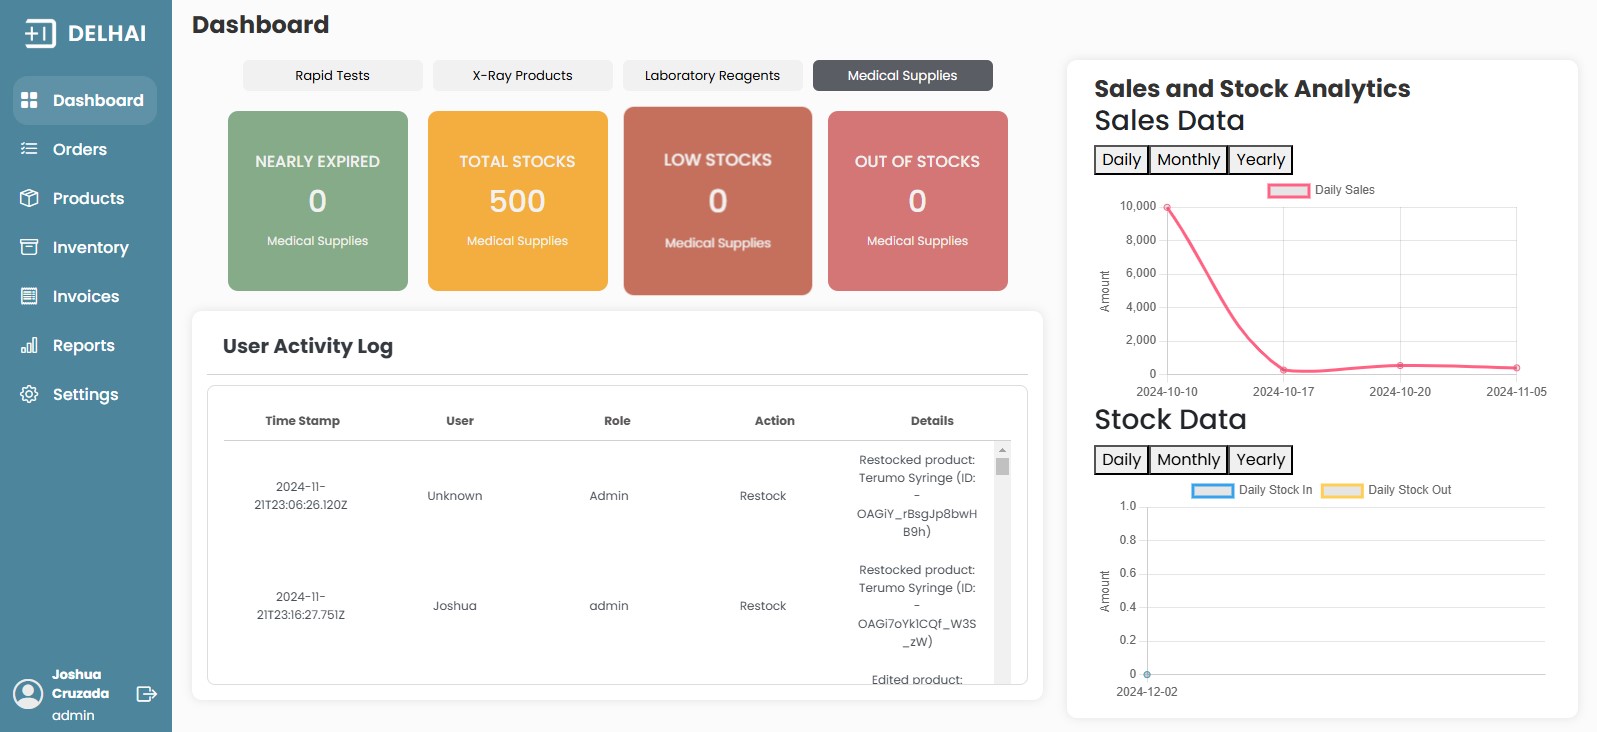 DELHAI
Dashboard
Orders
Products
Inventory
Invoices
Reports
Settings
Joshua
Cruzada
admin
Dashboard
Rapid Tests
X-Ray Products
Laboratory Reagents
Medical Supplies
NEARLY EXPIRED
0
Medical Supplies
TOTAL STOCKS
500
Medical Supplies
LOW STOCKS
0
Medical Supplies
OUT OF STOCKS
0
Medical Supplies
User Activity Log
Time Stamp User Role Action Details
2024-11-
21T23:06:26.120Z
Unknown
Admin
Restock
Restocked product:
Terumo Syringe (ID:
-
OAGiY_rBsgJp8bwH
B9h)
2024-11-
21T23:16:27.751Z
Joshua
admin
Restock
Restocked product:
Terumo Syringe (ID:
-
OAGi7oYk1CQf_W3S
_zW)
Edited product:
Sales and Stock Analytics
Sales Data
Daily Monthly Yearly
Daily Sales
10,000
8,000
6,000
4,000
2,000
0
Amount
2024-10-10 2024-10-17 2024-10-20 2024-11-05
Stock Data
Daily Monthly Yearly
Daily Stock In Daily Stock Out
1.0
0.8
0.6
0.4
0.2
0
Amount
2024-12-02